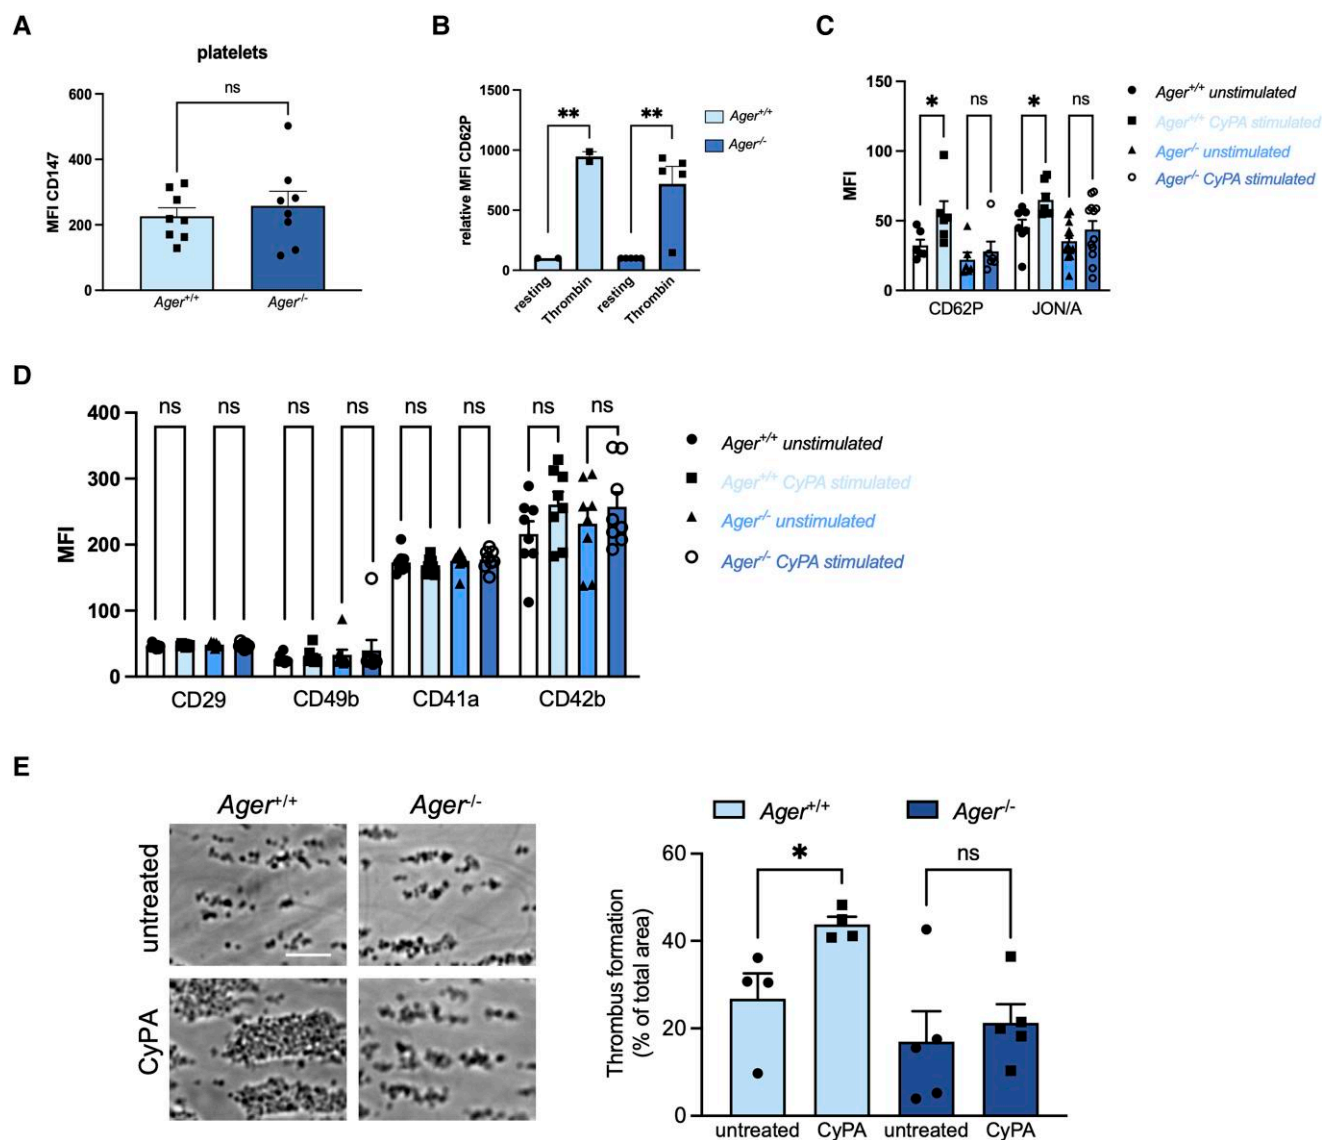 A
platelets
ns
MFI CD147
600
400
200
0
Ager+/+
Ager-/-
B
relative MFI CD62P
1500
1000
500
0
**
**
resting
Thrombin
resting
Thrombin
Ager+/+
Ager-/-
C
MFI
150
100
50
0
*
ns
*
ns
CD62P
JON/A
Ager+/+ unstimulated
Ager+/+ CyPA stimulated
Ager-/- unstimulated
Ager-/- CyPA stimulated
D
MFI
400
300
200
100
0
ns
ns
ns
ns
ns
ns
ns
ns
CD29
CD49b
CD41a
CD42b
Ager+/+ unstimulated
Ager+/+ CyPA stimulated
Ager-/- unstimulated
Ager-/- CyPA stimulated
E
Ager+/+
Ager-/-
untreated
CyPA
Ager+/+
Ager-/-
Thrombus formation
(% of total area)
60
40
20
0
*
ns
untreated
CyPA
untreated
CyPA